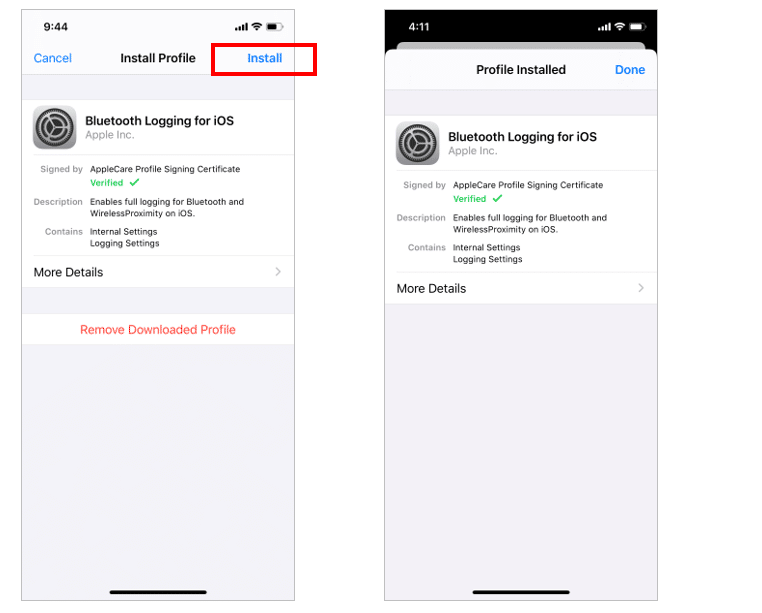 9:44
Cancel
Install Profile
Install
Bluetooth Logging for iOS
Apple Inc.
Signed by AppleCare Profile Signing Certificate
Verified
Description Enables full logging for Bluetooth and
WirelessProximity on iOS.
Contains Internal Settings
Logging Settings
More Details
Remove Downloaded Profile
4:11
Profile Installed
Done
Bluetooth Logging for iOS
Apple Inc.
Signed by AppleCare Profile Signing Certificate
Verified
Description Enables full logging for Bluetooth and
WirelessProximity on iOS.
Contains Internal Settings
Logging Settings
More Details